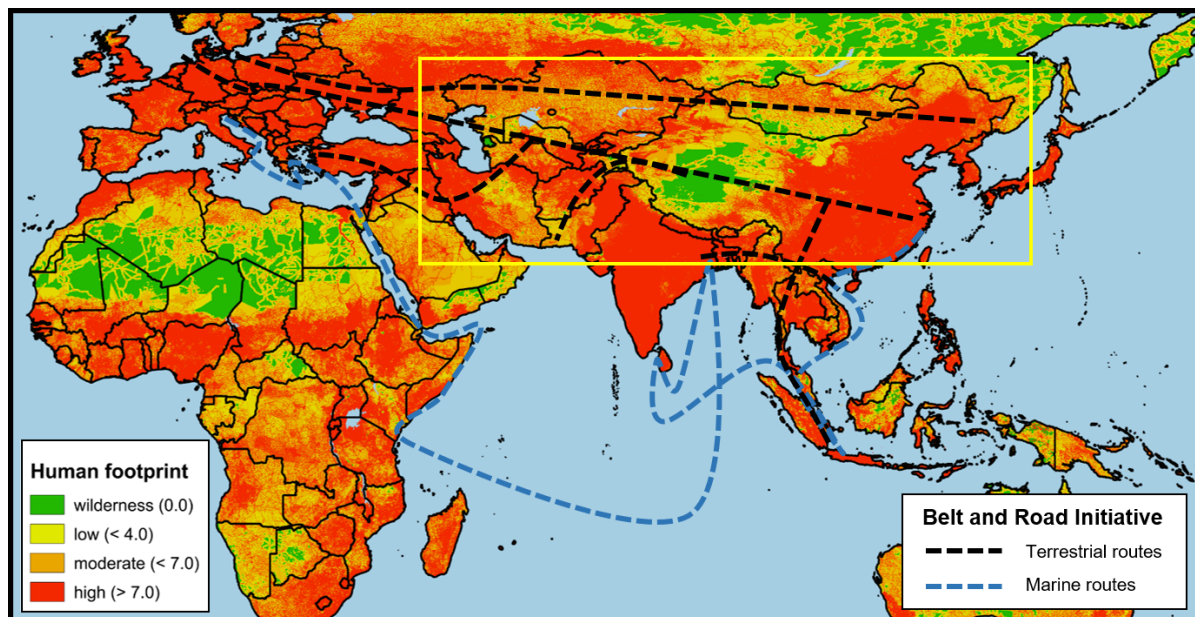 Human footprint
wilderness (0.0)
low (< 4.0)
moderate (< 7.0)
high (> 7.0)
Belt and Road Initiative
Terrestrial routes
Marine routes